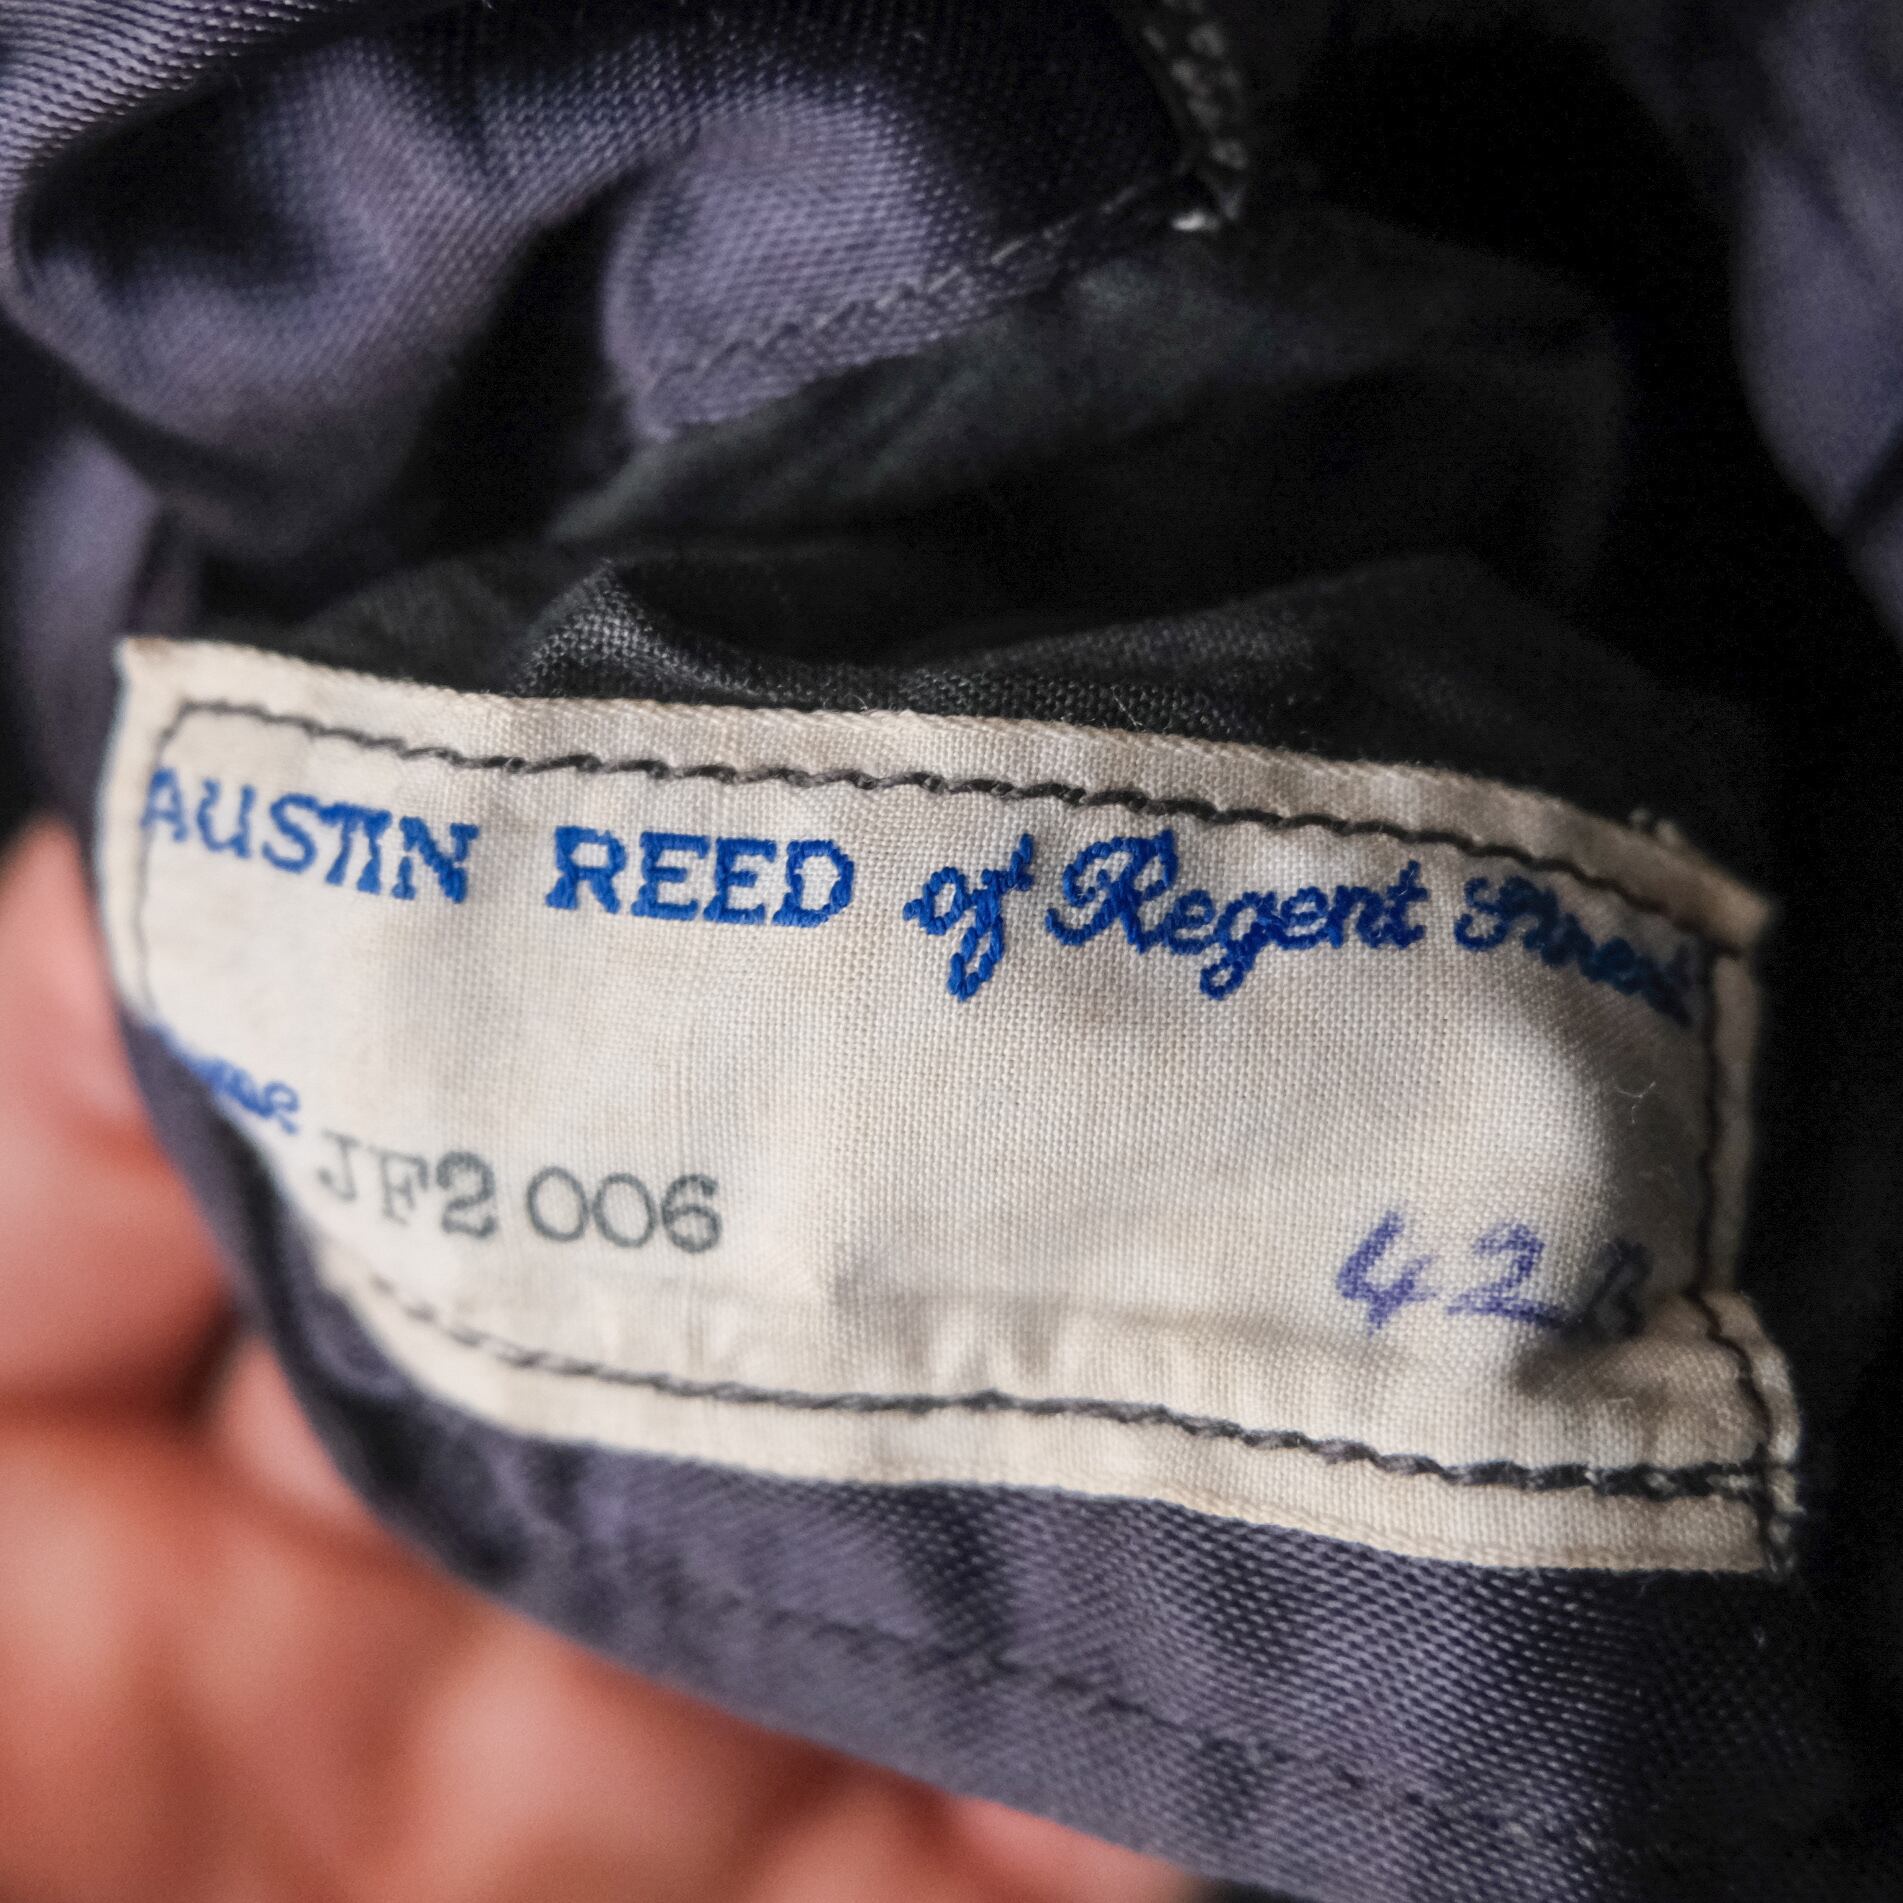 AUSTIN REED of Regent Street
JF2 006
42